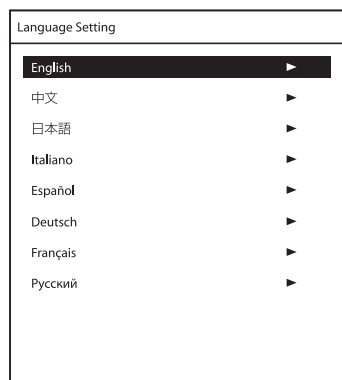 Language Setting
English
中文
日本語
Italiano
Español
Deutsch
Français
Русский